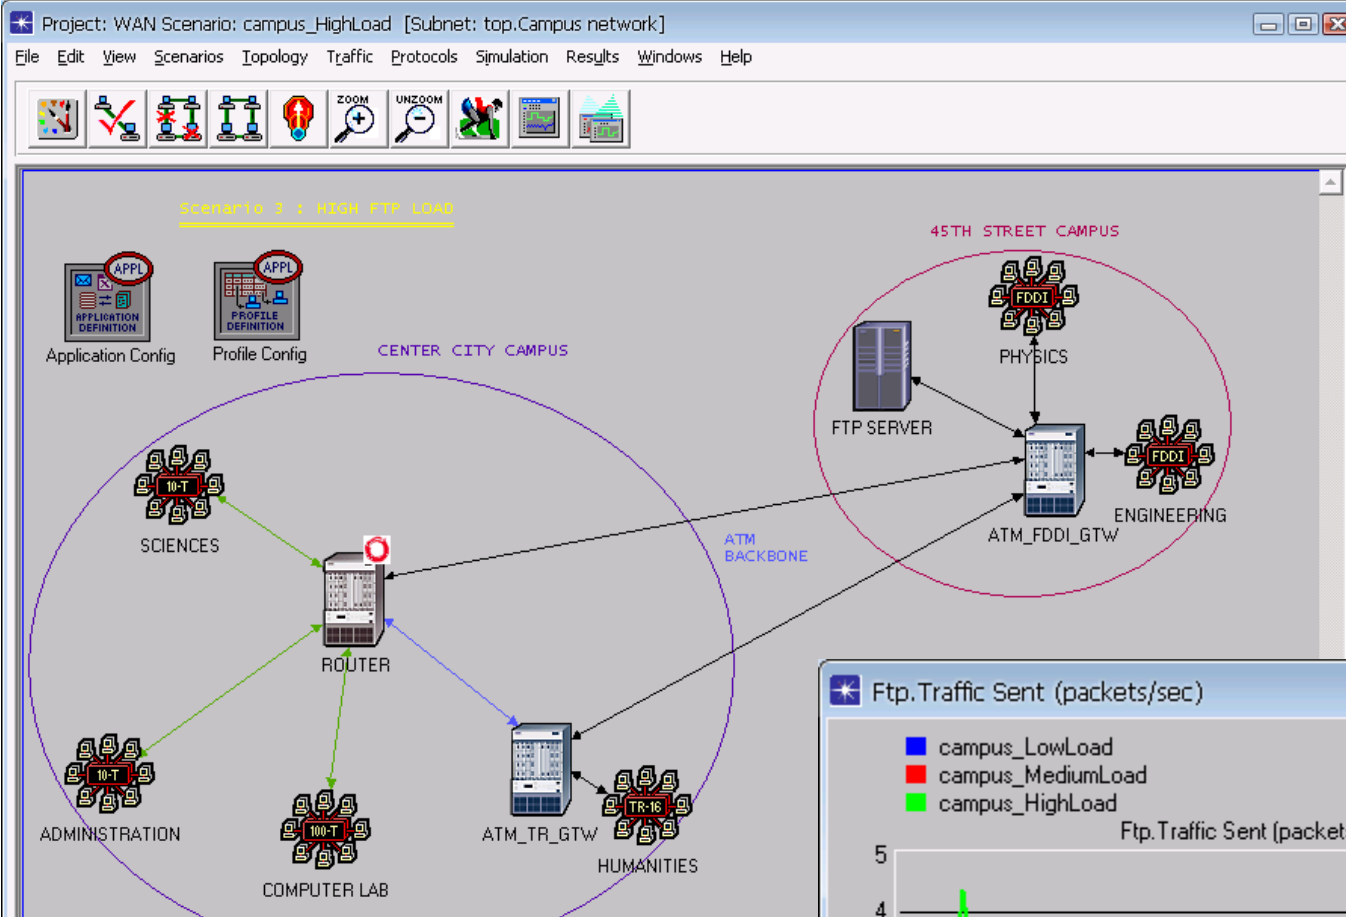 Project: WAN Scenario: campus_HighLoad [Subnet: top.Campus network]
File Edit View Scenarios Topology Traffic Protocols Simulation Results Windows Help
ZOOM
UNZOOM
Scenario 3 : HIGH FTP LOAD
45TH STREET CAMPUS
APPL
APPLICATION
DEFINITION
Application Config
APPL
PROFILE
DEFINITION
Profile Config
CENTER CITY CAMPUS
FDDI
PHYSICS
FTP SERVER
FDDI
ENGINEERING
ATM_FDDI_GTW
10-T
SCIENCES
ATM
BACKBONE
ROUTER
10-T
ADMINISTRATION
100-T
COMPUTER LAB
ATM_TR_GTW
TR-16
HUMANITIES
Ftp.Traffic Sent (packets/sec)
campus_LowLoad
campus_MediumLoad
campus_HighLoad
Ftp.Traffic Sent (packets
5
4